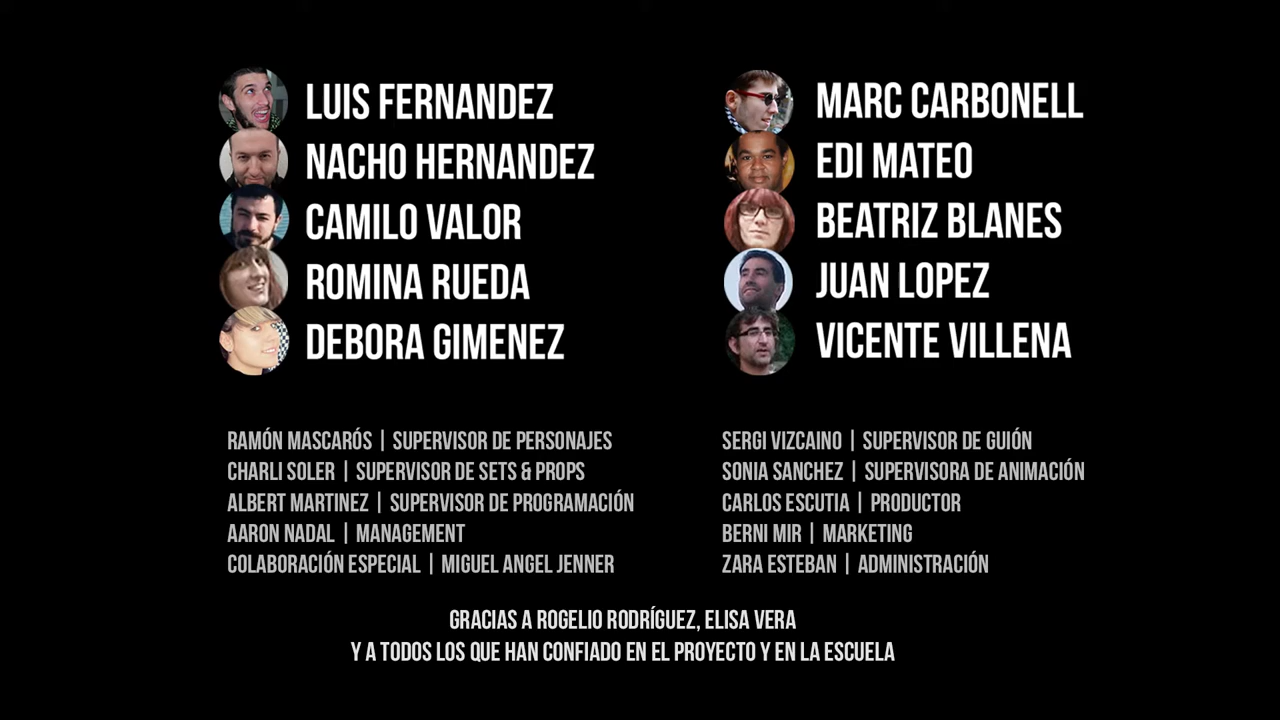 LUIS FERNANDEZ
NACHO HERNANDEZ
CAMILO VALOR
ROMINA RUEDA
DEBORA GIMENEZ
MARC CARBONELL
EDI MATEO
BEATRIZ BLANES
JUAN LOPEZ
VICENTE VILLENA
RAMÓN MASCARÓS | SUPERVISOR DE PERSONAJES
CHARLI SOLER | SUPERVISOR DE SETS & PROPS
ALBERT MARTINEZ | SUPERVISOR DE PROGRAMACIÓN
AARON NADAL | MANAGEMENT
COLABORACIÓN ESPECIAL | MIGUEL ANGEL JENNER
SERGI VIZCAINO | SUPERVISOR DE GUIÓN
SONIA SANCHEZ | SUPERVISORA DE ANIMACIÓN
CARLOS ESCUTIA | PRODUCTOR
BERNI MIR | MARKETING
ZARA ESTEBAN | ADMINISTRACIÓN
GRACIAS A ROGELIO RODRÍGUEZ, ELISA VERA
Y A TODOS LOS QUE HAN CONFIADO EN EL PROYECTO Y EN LA ESCUELA